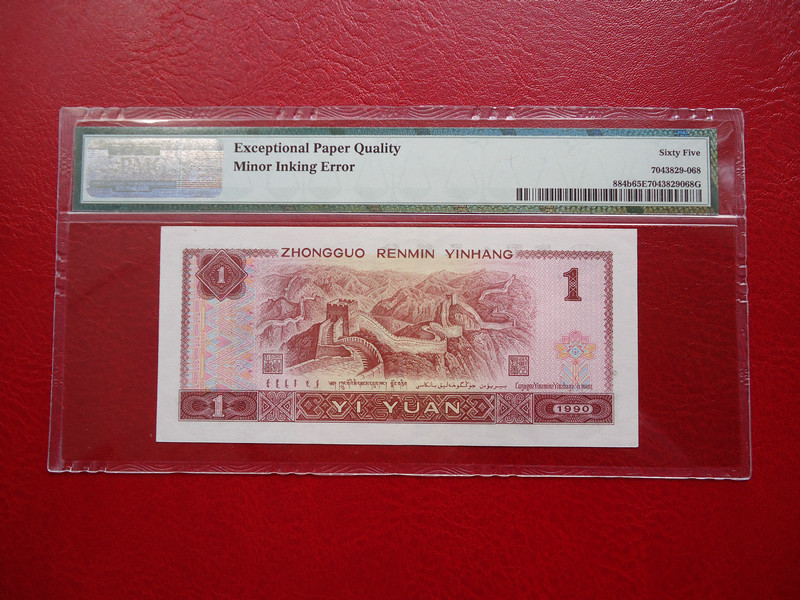 Exceptional Paper Quality
Minor Inking Error
Sixty Five
7043829-068
884b65E7043829068G
PMG
ZHONGGUO RENMIN YINHANG
1
1
1
YI YUAN
1990